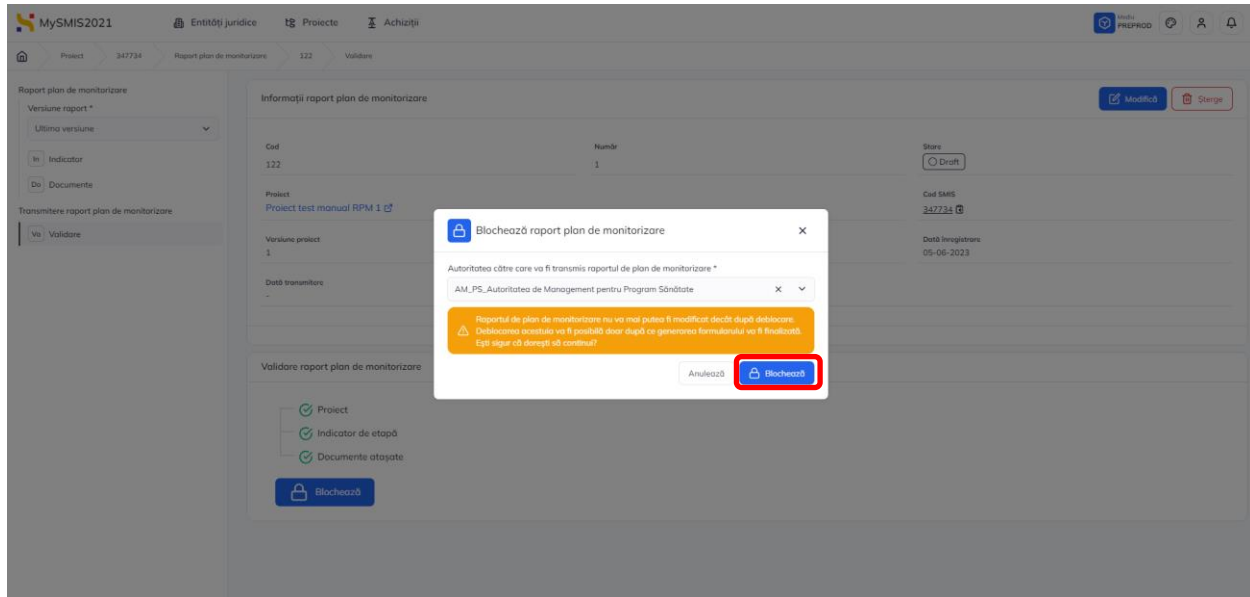 MySMIS2021
Entități juridice
Proiecte
Achiziții
Mediu
PREPROD
Proiect
347734
Raport plan de monitorizare
122
Validare
Raport plan de monitorizare
Versiune raport *
Ultima versiune -
In Indicator
Do Documente
Transmitere raport plan de monitorizare
Va Validare
Informații raport plan de monitorizare
Modifică
Șterge
Cod
Număr
Stare
122
1
Draft
Proiect
Cod SMIS
Proiect test manual RPM 1
347734
Versiune proiect
Dată înregistrare
1
05-06-2023
Dată transmitere
-
Blochează raport plan de monitorizare
Autoritatea către care va fi transmis raportul de plan de monitorizare *
AM_PS_Autoritatea de Management pentru Program Sănătate
Raportul de plan de monitorizare nu va mai putea fi modificat decât după deblocare.
Deblocarea acestuia va fi posibilă doar după ce generarea formularului va fi finalizată.
Ești sigur că dorești să continui?
Anulează
Blochează
Validare raport plan de monitorizare
Proiect
Indicator de etapă
Documente atașate
Blochează